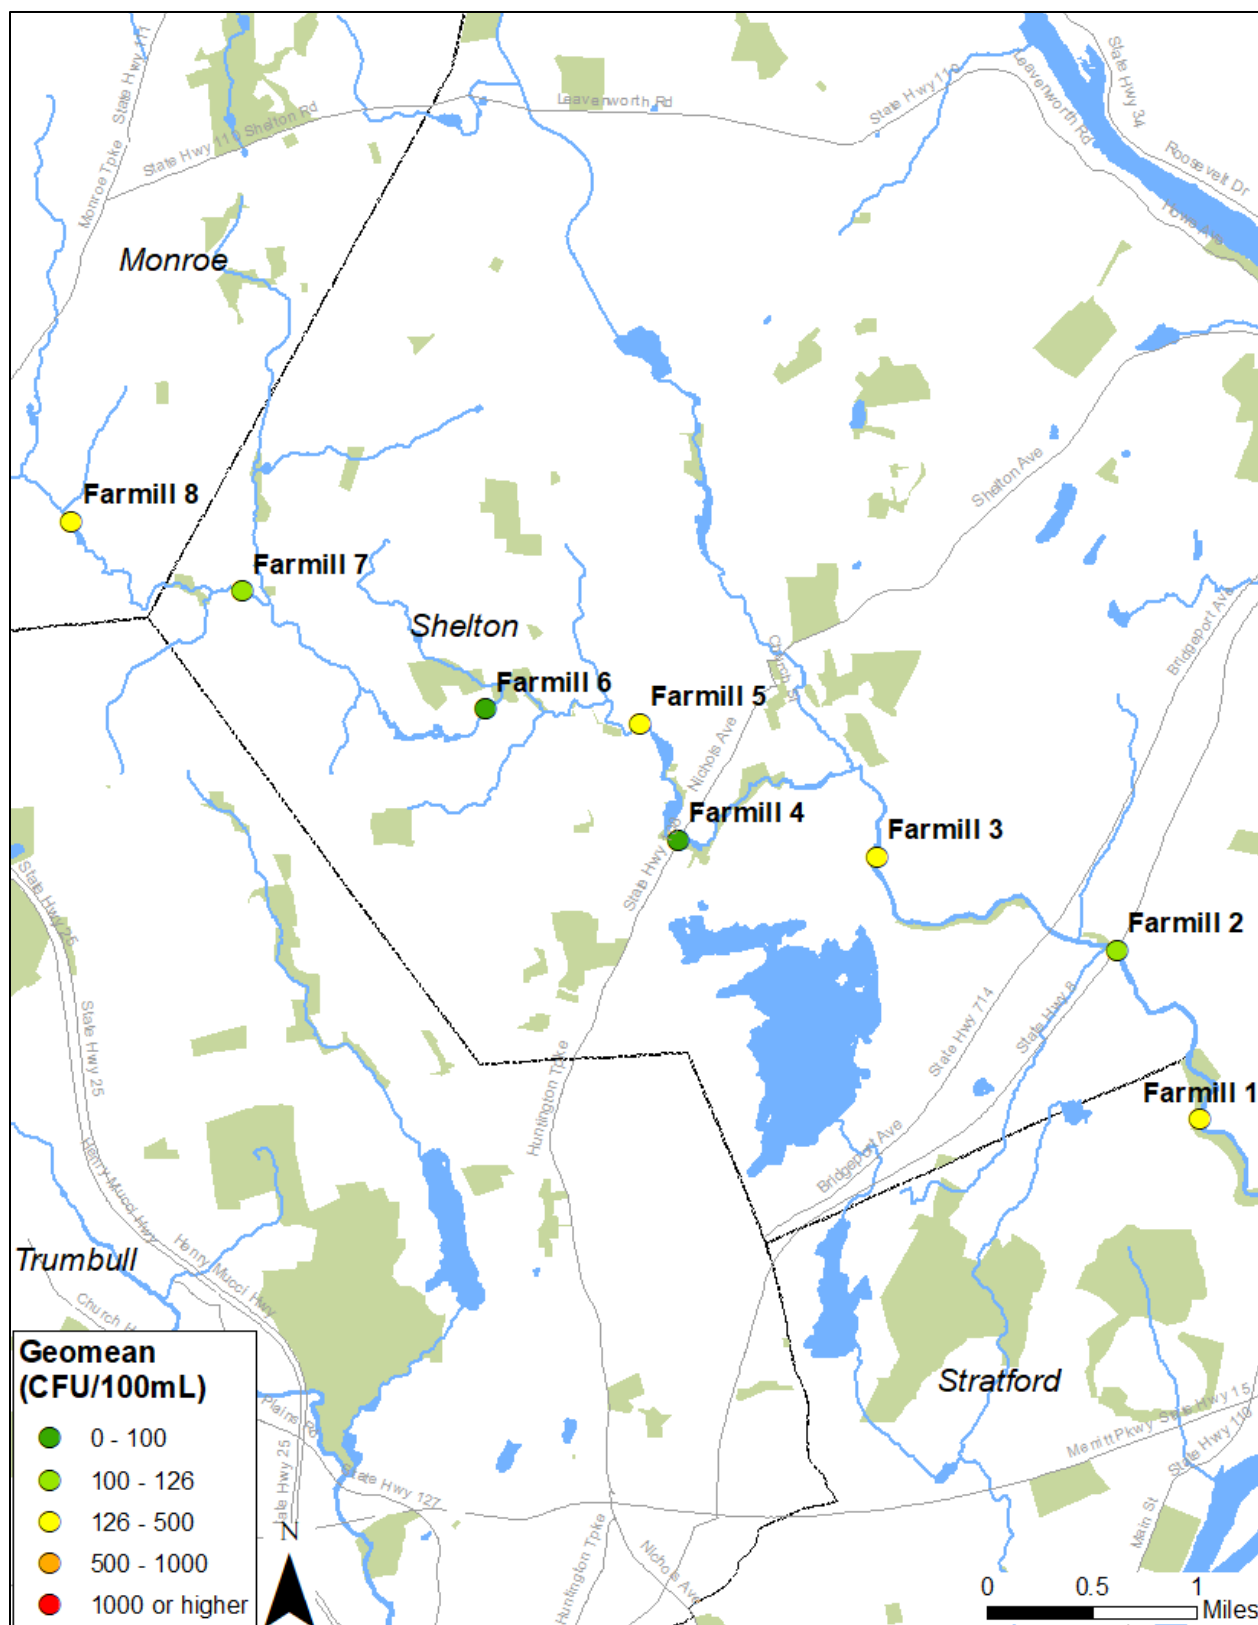 State Hwy 111
Monroe Tpke
State Hwy 110 Shelton Rd
Leavenworth Rd
State Hwy 110
Leavenworth Rd
State Hwy 34
Roosevelt Dr
Howe Ave
Monroe
Shelton Ave
Farmill 8
Farmill 7
Shelton
Farmill 6
Farmill 5
Church St
Bridgeport Ave
Nichols Ave
Farmill 4
State Hwy
Farmill 3
Farmill 2
State Hwy 25
State Hwy 25
State Hwy 714
State Hwy 8
Huntington Tpke
Farmill 1
Bridgeport Ave
Henry Mucci Hwy
Henry Mucci Hwy
Trumbull
Church H
Stratford
Merritt Pkwy State Hwy 15
State Hwy 110
Main St
Plains Rd
State Hwy 127
ate Hwy 25
Huntington Tpke
Nichols Ave
Geomean
(CFU/100mL)
0 - 100
100 - 126
126 - 500
500 - 1000
1000 or higher
N
0 0.5 1
Miles